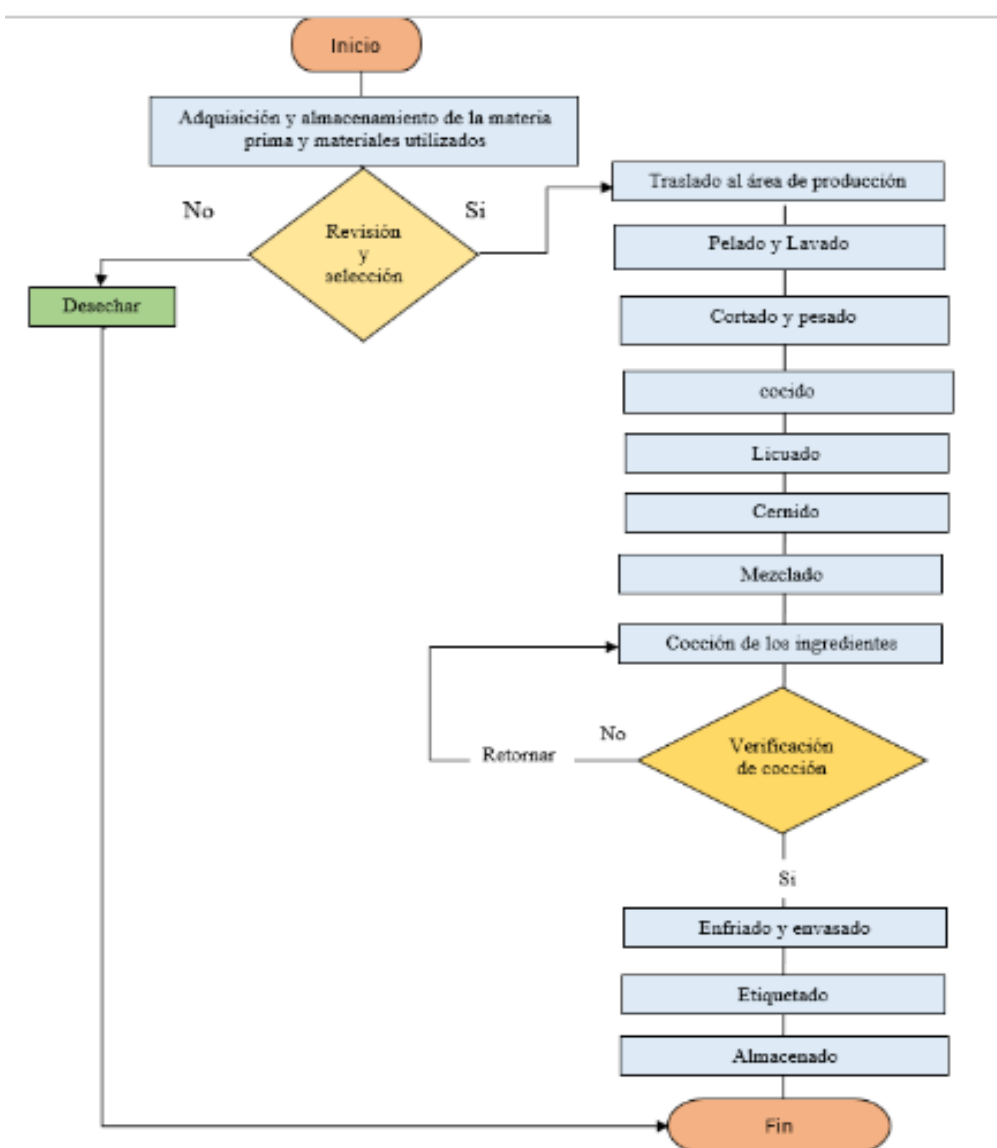 Inicio
Adquisición y almacenamiento de la materia
prima y materiales utilizados
No
Si
Revisión
y
selección
Desechar
Traslado al área de producción
Pelado y Lavado
Cortado y pesado
cocido
Licuado
Cernido
Mezclado
Cocción de los ingredientes
No
Retornar
Verificación
de cocción
Si
Enfriado y envasado
Etiquetado
Almacenado
Fin